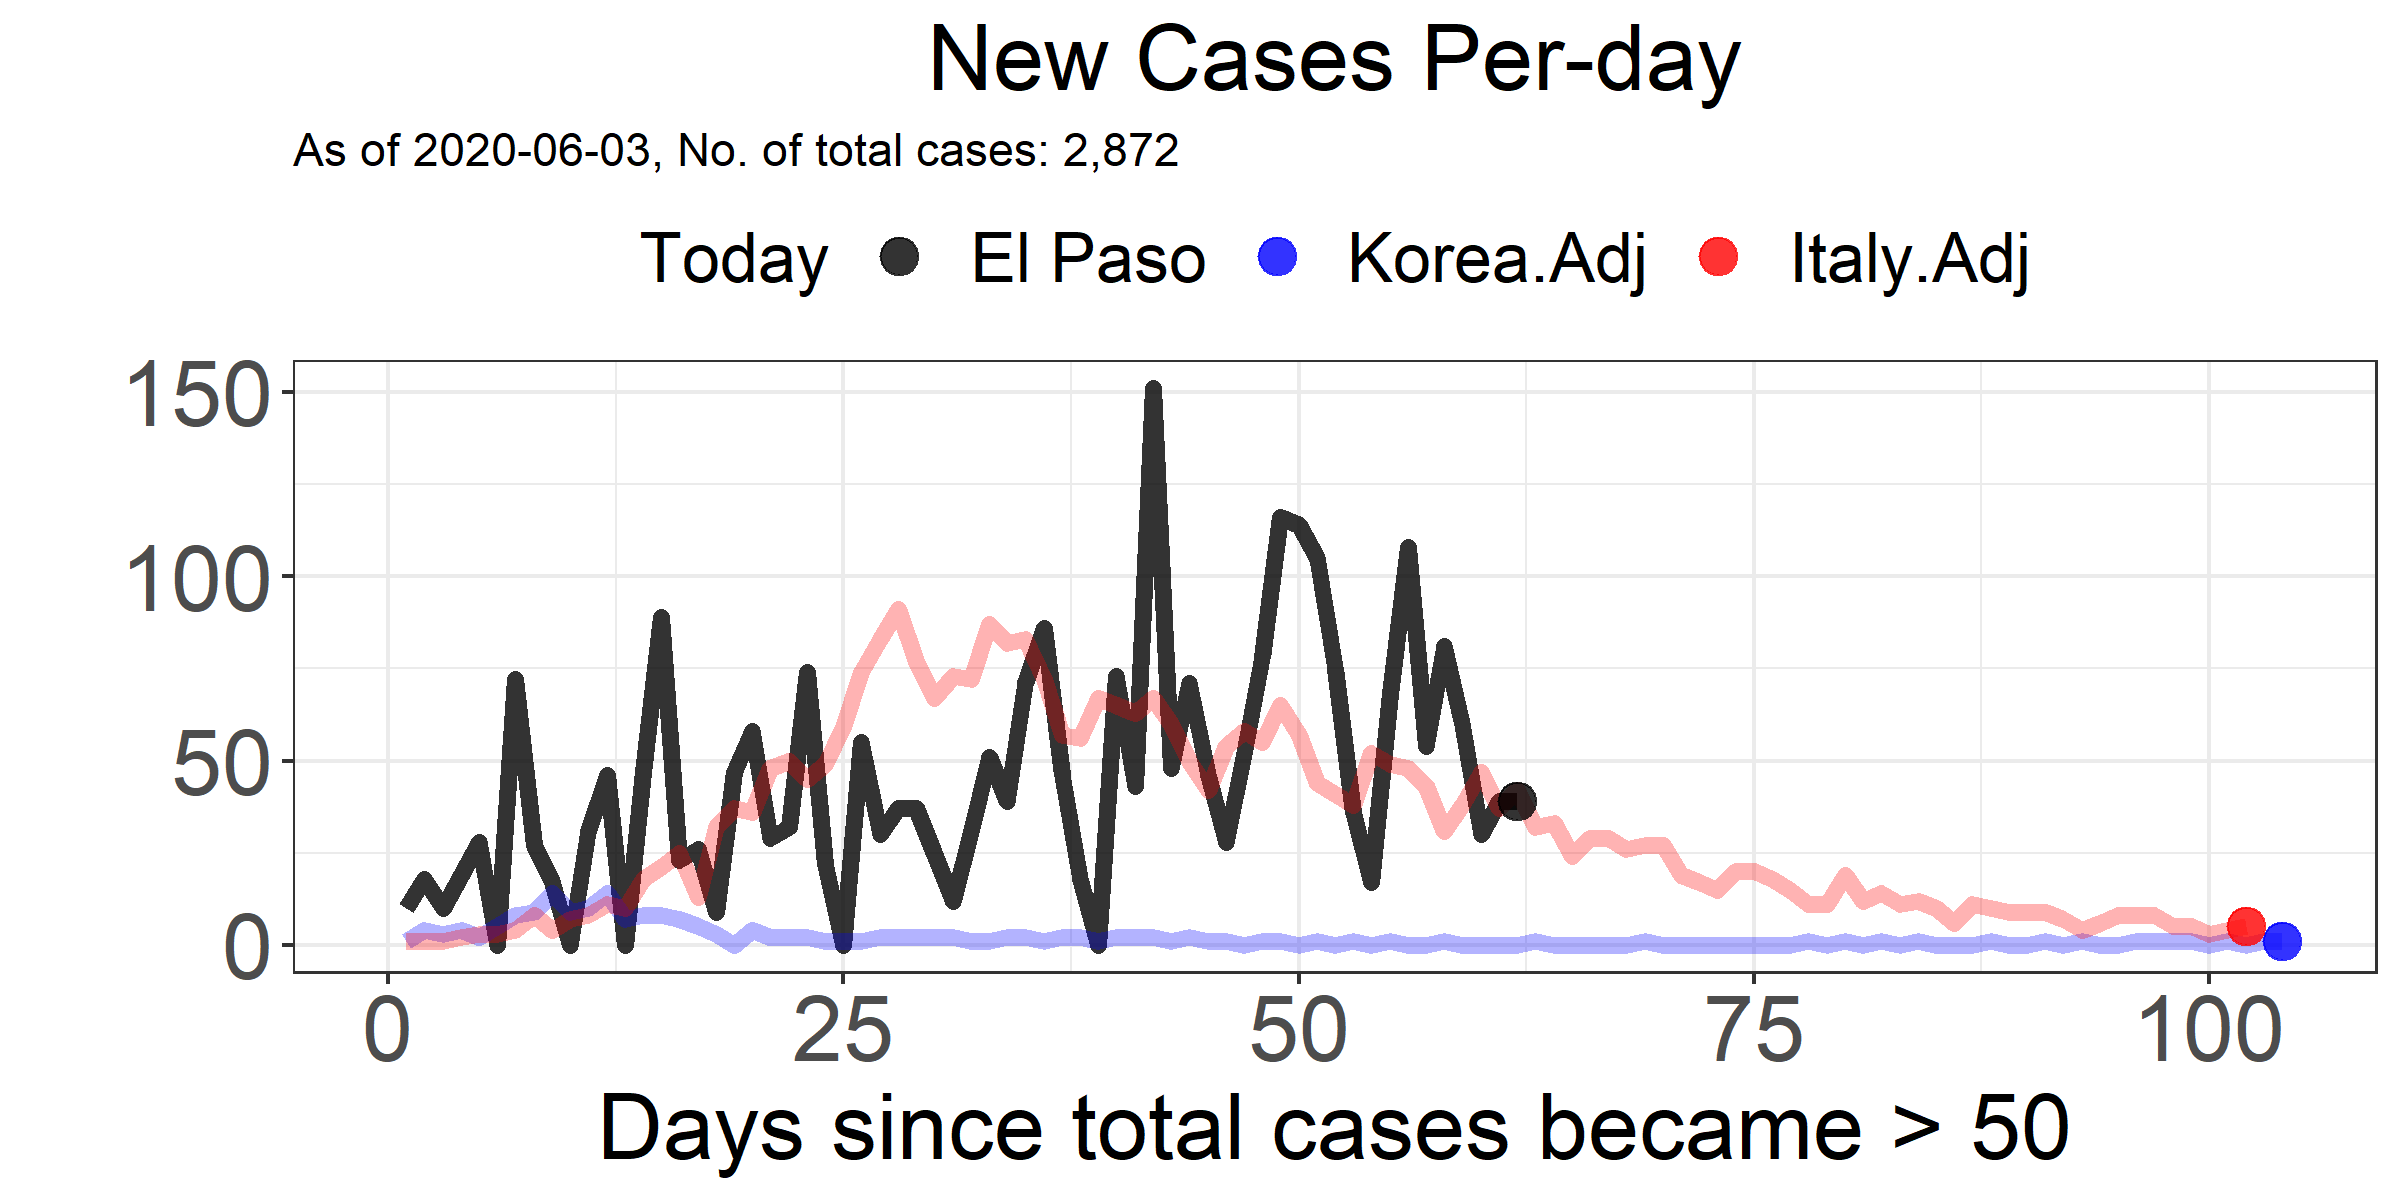 New Cases Per-day
As of 2020-06-03, No. of total cases: 2,872
Today El Paso Korea.Adj Italy.Adj
150
100
50
0
0 25 50 75 100
Days since total cases became > 50